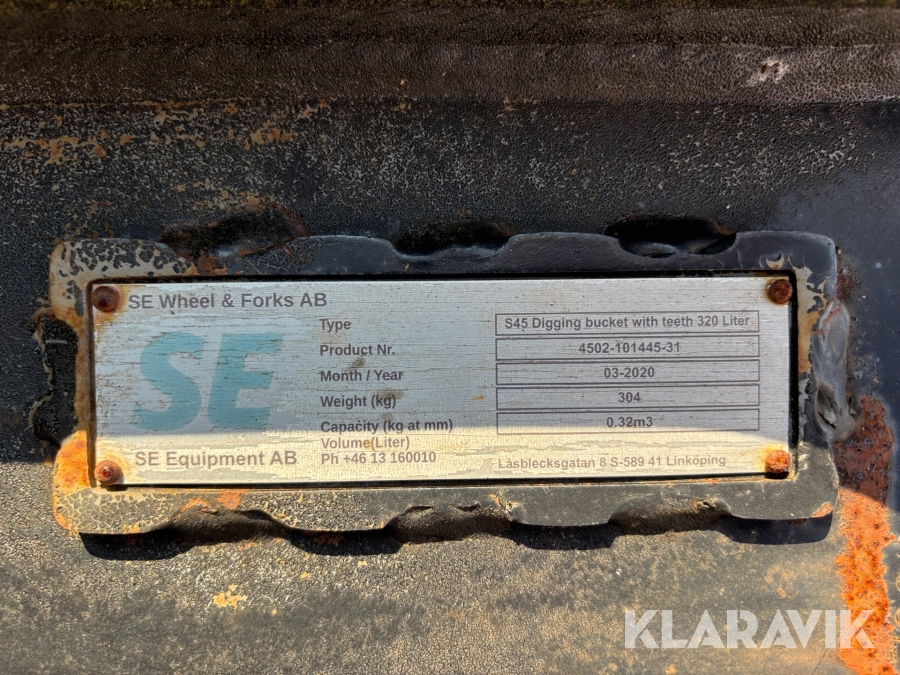 SE Wheel & Forks AB
SE
Type S45 Digging bucket with teeth 320 Liter
Product Nr. 4502-101445-31
Month / Year 03-2020
Weight (kg) 304
Capacity (kg at mm) 0.32m3
Volume(Liter)
SE Equipment AB Ph +46 13 160010 Låsblecksgatan 8 S-589 41 Linköping
KLARAVIK